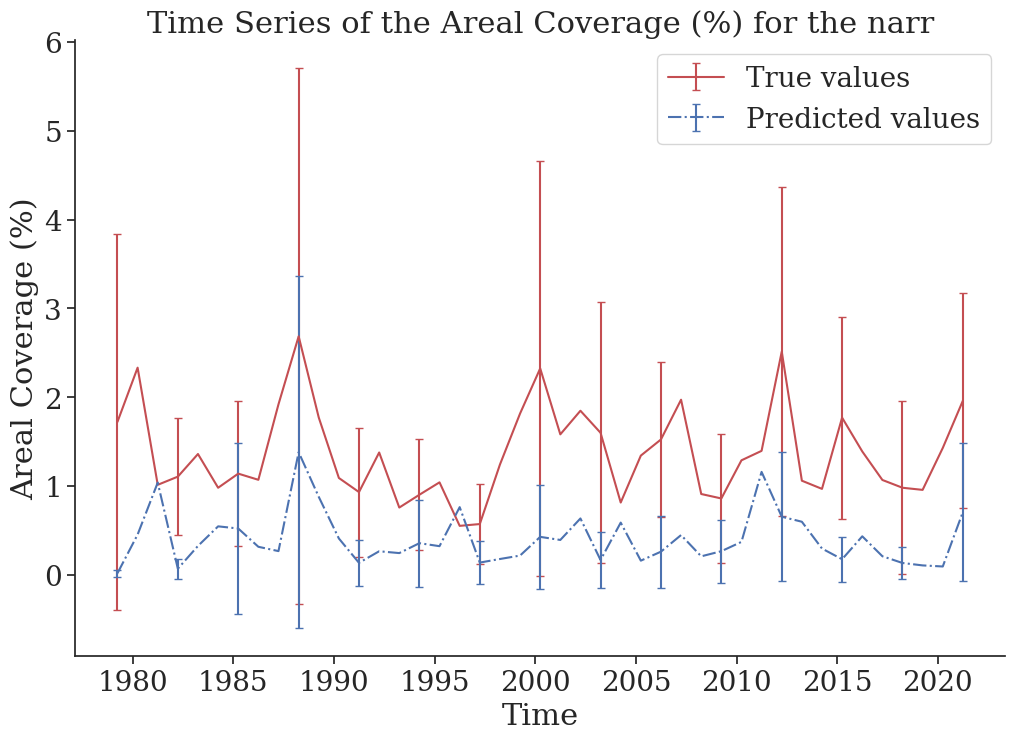 Time Series of the Areal Coverage (%) for the narr
True values
Predicted values
Areal Coverage (%)
6
5
4
3
2
1
0
1980 1985 1990 1995 2000 2005 2010 2015 2020
Time